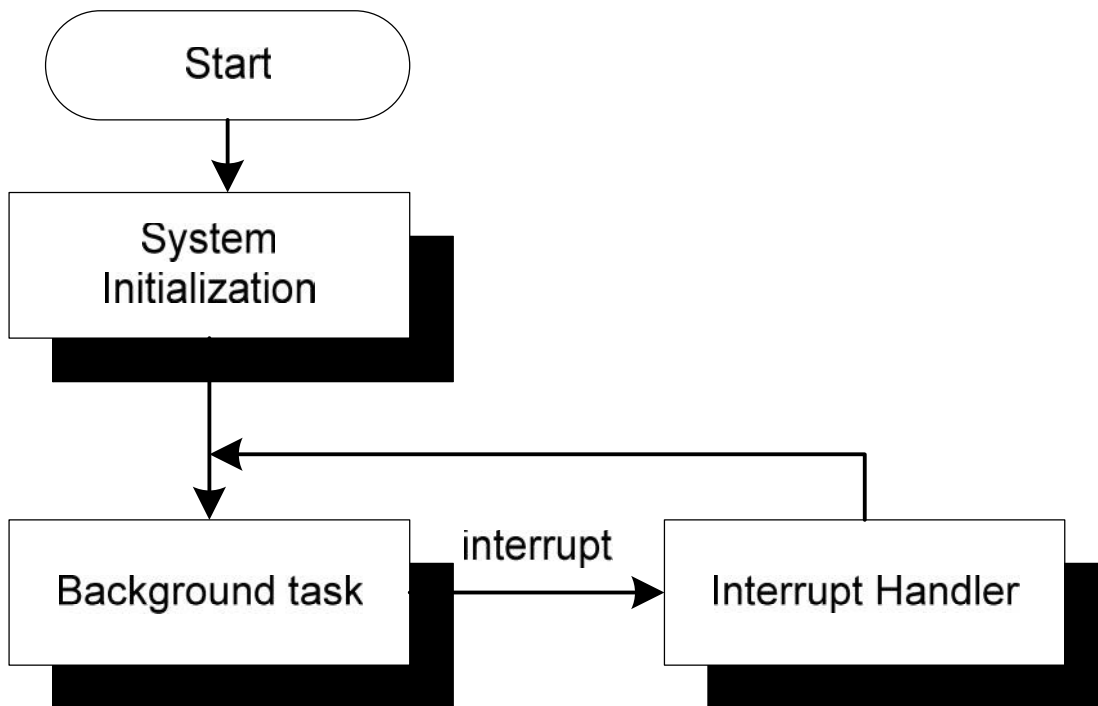 Start
System
Initialization
interrupt
Background task
Interrupt Handler